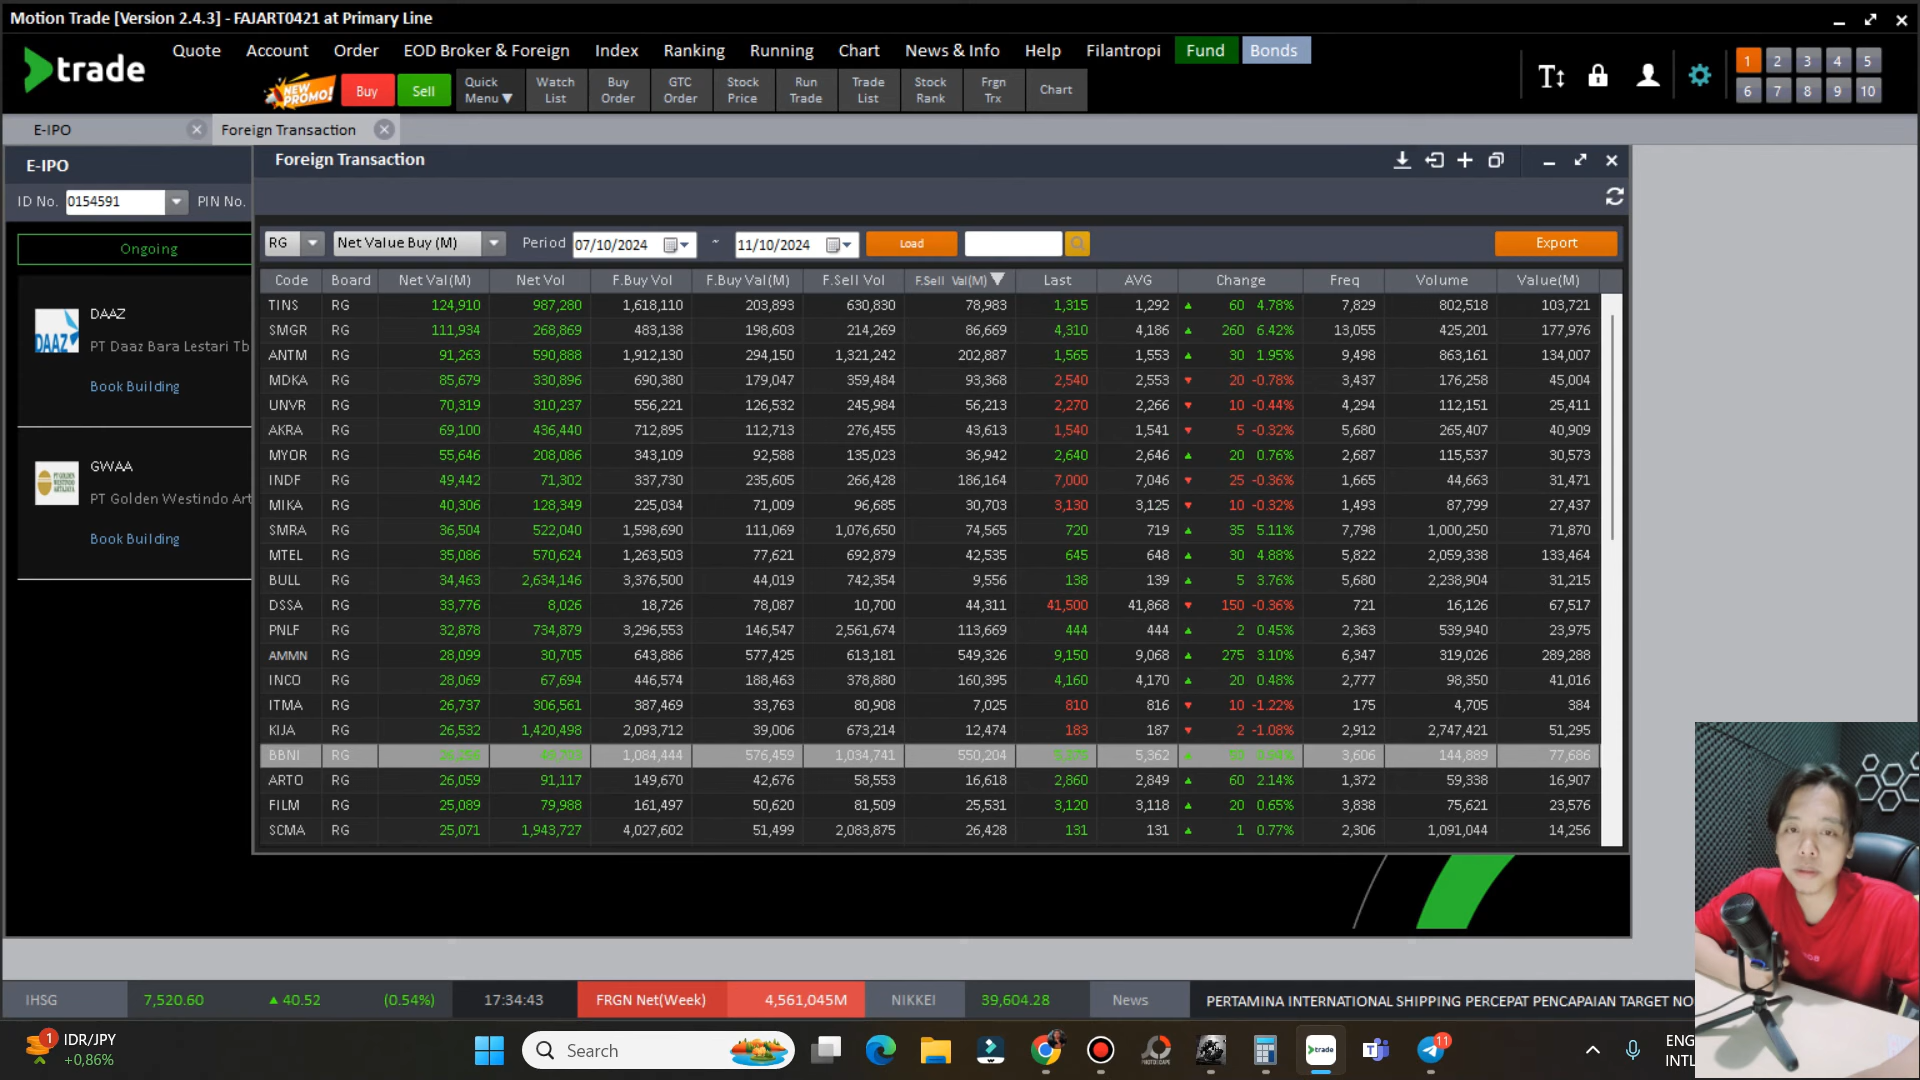 Motion Trade [Version 2.4.3] - FAJART0421 at Primary Line
trade
Quote Account Order EOD Broker & Foreign Index Ranking Running Chart News & Info Help Filantropi Fund Bonds
NEW PROMO! Buy Sell Quick Menu ▼ Watch List Buy Order GTC Order Stock Price Run Trade Trade List Stock Rank Frgn Trx Chart
1 2 3 4 5
6 7 8 9 10
E-IPO Foreign Transaction
E-IPO
ID No. 0154591 PIN No.
Ongoing
DAAZ
DAAZ
PT Daaz Bara Lestari Tb
Book Building
GWAA
PT Golden Westindo Art
Book Building
Foreign Transaction
RG Net Value Buy (M) Period 07/10/2024 ~ 11/10/2024 Load Export
Code Board Net Val(M) Net Vol F.Buy Vol F.Buy Val(M) F.Sell Vol F.Sell Val(M) Last AVG Change Freq Volume Value(M)
TINS RG 124,910 987,280 1,618,110 203,893 630,830 78,983 1,315 1,292 ▲ 60 4.78% 7,829 802,518 103,721
SMGR RG 111,934 268,869 483,138 198,603 214,269 86,669 4,310 4,186 ▲ 260 6.42% 13,055 425,201 177,976
ANTM RG 91,263 590,888 1,912,130 294,150 1,321,242 202,887 1,565 1,553 ▲ 30 1.95% 9,498 863,161 134,007
MDKA RG 85,679 330,896 690,380 179,047 359,484 93,368 2,540 2,553 ▼ 20 -0.78% 3,437 176,258 45,004
UNVR RG 70,319 310,237 556,221 126,532 245,984 56,213 2,270 2,266 ▼ 10 -0.44% 4,294 112,151 25,411
AKRA RG 69,100 436,440 712,895 112,713 276,455 43,613 1,540 1,541 ▼ 5 -0.32% 5,680 265,407 40,909
MYOR RG 55,646 208,086 343,109 92,588 135,023 36,942 2,640 2,646 ▲ 20 0.76% 2,687 115,537 30,573
INDF RG 49,442 71,302 337,730 235,605 266,428 186,164 7,000 7,046 ▼ 25 -0.36% 1,665 44,663 31,471
MIKA RG 40,306 128,349 225,034 71,009 96,685 30,703 3,130 3,125 ▼ 10 -0.32% 1,493 87,799 27,437
SMRA RG 36,504 522,040 1,598,690 111,069 1,076,650 74,565 720 719 ▲ 35 5.11% 7,798 1,000,250 71,870
MTEL RG 35,086 570,624 1,263,503 77,621 692,879 42,535 645 648 ▲ 30 4.88% 5,822 2,059,338 133,464
BULL RG 34,463 2,634,146 3,376,500 44,019 742,354 9,556 138 139 ▲ 5 3.76% 5,680 2,238,904 31,215
DSSA RG 33,776 8,026 18,726 78,087 10,700 44,311 41,500 41,868 ▼ 150 -0.36% 721 16,126 67,517
PNLF RG 32,878 734,879 3,296,553 146,547 2,561,674 113,669 444 444 ▲ 2 0.45% 2,363 539,940 23,975
AMMN RG 28,099 30,705 643,886 577,425 613,181 549,326 9,150 9,068 ▲ 275 3.10% 6,347 319,026 289,288
INCO RG 28,069 67,694 446,574 188,463 378,880 160,395 4,160 4,170 ▲ 20 0.48% 2,777 98,350 41,016
ITMA RG 26,737 306,561 387,469 33,763 80,908 7,025 810 816 ▼ 10 -1.22% 175 4,705 384
KIJA RG 26,532 1,420,498 2,093,712 39,006 673,214 12,474 183 187 ▼ 2 -1.08% 2,912 2,747,421 51,295
BBNI RG 1,084,444 576,459 1,034,741 550,204 5,362 ▲ 3,606 144,889 77,686
ARTO RG 26,059 91,117 149,670 42,676 58,553 16,618 2,860 2,849 ▲ 60 2.14% 1,372 59,338 16,907
FILM RG 25,089 79,988 161,497 50,620 81,509 25,531 3,120 3,118 ▲ 20 0.65% 3,838 75,621 23,576
SCMA RG 25,071 1,943,727 4,027,602 51,499 2,083,875 26,428 131 131 ▲ 1 0.77% 2,306 1,091,044 14,256
IHSG 7,520.60 ▲ 40.52 (0.54%) 17:34:43 FRGN Net(Week) 4,561,045M NIKKEI 39,604.28 News PERTAMINA INTERNATIONAL SHIPPING PERCEPAT PENCAPAIAN TARGET NO
1 IDR/JPY
+0,86%
Search
trade
11
ENG
INTL